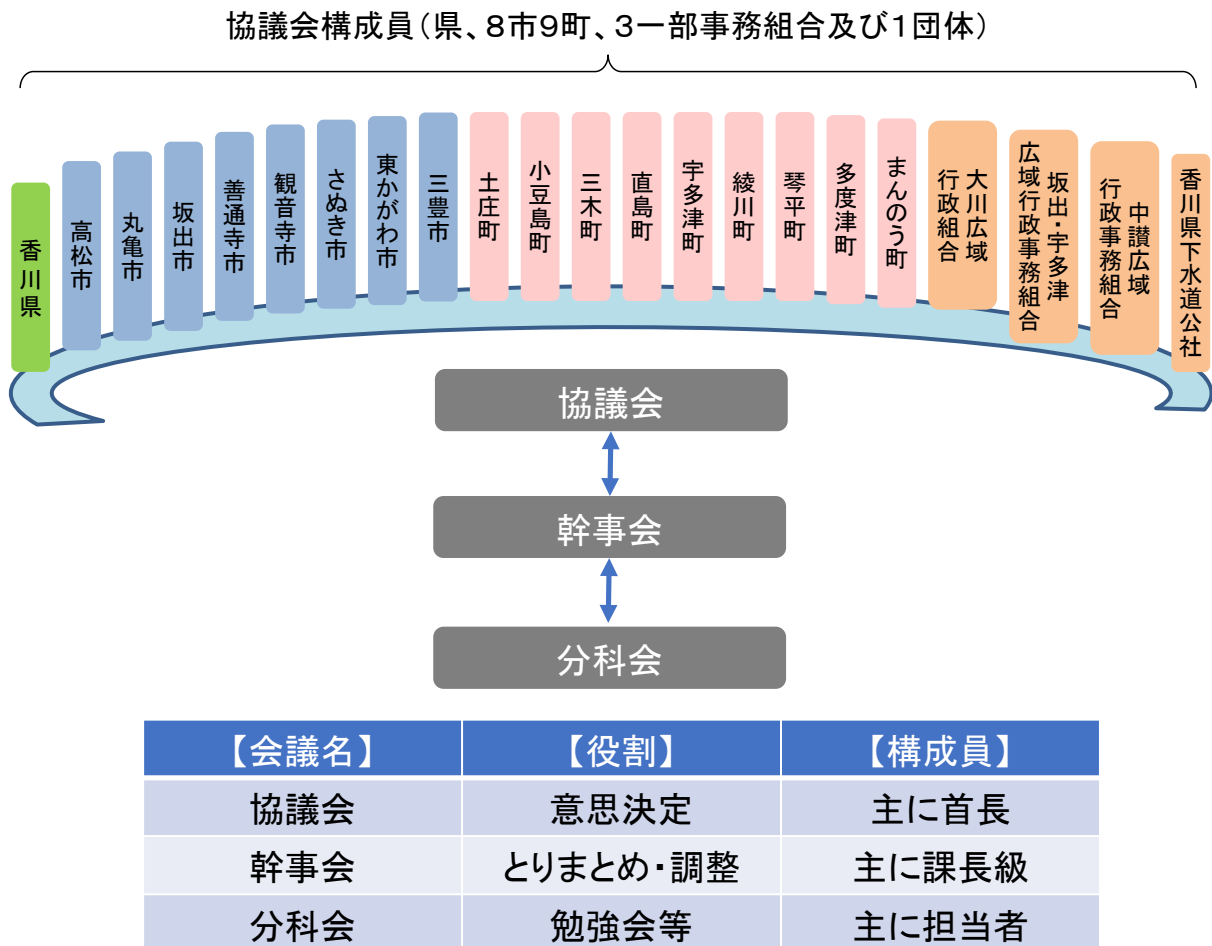 協議会構成員（県、８市９町、３一部事務組合及び１団体）
香川県
高松市
丸亀市
坂出市
善通寺市
観音寺市
さぬき市
東かがわ市
三豊市
土庄町
小豆島町
三木町
直島町
宇多津町
綾川町
琴平町
多度津町
まんのう町
大川広域
行政組合
坂出・宇多津
広域行政事務組合
中讃広域
行政事務組合
香川県下水道公社
協議会
幹事会
分科会
【会議名】 【役割】 【構成員】
協議会 意思決定 主に首長
幹事会 とりまとめ・調整 主に課長級
分科会 勉強会等 主に担当者